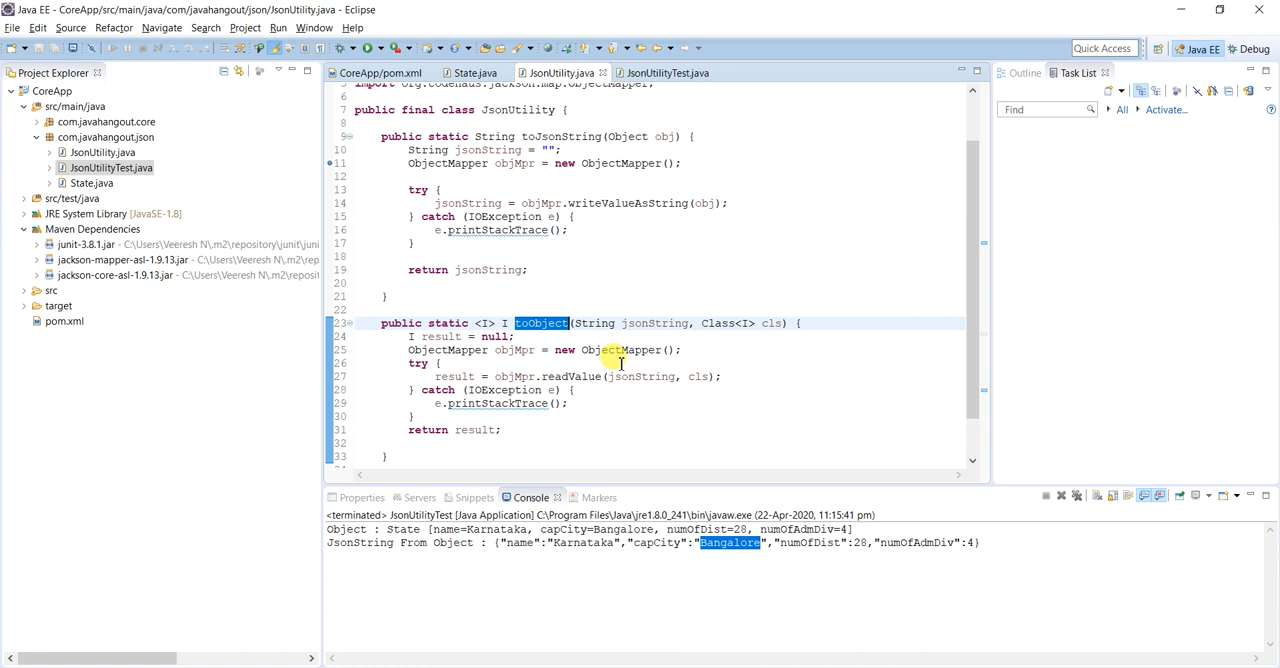 Java EE - CoreApp/src/main/java/com/javahangout/json/JsonUtility.java - Eclipse
File Edit Source Refactor Navigate Search Project Run Window Help
Quick Access Java EE Debug
Project Explorer
CoreApp
src/main/java
com.javahangout.core
com.javahangout.json
JsonUtility.java
JsonUtilityTest.java
State.java
src/test/java
JRE System Library [JavaSE-1.8]
Maven Dependencies
junit-3.8.1.jar - C:\Users\Veeresh N\.m2\repository\junit\juni
jackson-mapper-asl-1.9.13.jar - C:\Users\Veeresh N\.m2\rep
jackson-core-asl-1.9.13.jar - C:\Users\Veeresh N\.m2\reposit
src
target
pom.xml
CoreApp/pom.xml State.java JsonUtility.java JsonUtilityTest.java
5 import org.codehaus.jackson.map.ObjectMapper;
6
7 public final class JsonUtility {
8
9 public static String toJsonString(Object obj) {
10 String jsonString = "";
11 ObjectMapper objMpr = new ObjectMapper();
12
13 try {
14 jsonString = objMpr.writeValueAsString(obj);
15 } catch (IOException e) {
16 e.printStackTrace();
17 }
18
19 return jsonString;
20
21 }
22
23 public static <I> I toObject(String jsonString, Class<I> cls) {
24 I result = null;
25 ObjectMapper objMpr = new ObjectMapper();
26 try {
27 result = objMpr.readValue(jsonString, cls);
28 } catch (IOException e) {
29 e.printStackTrace();
30 }
31 return result;
32
33 }
Outline Task List
Find All Activate...
Properties Servers Snippets Console Markers
<terminated> JsonUtilityTest [Java Application] C:\Program Files\Java\jre1.8.0_241\bin\javaw.exe (22-Apr-2020, 11:15:41 pm)
Object : State [name=Karnataka, capCity=Bangalore, numOfDist=28, numOfAdmDiv=4]
JsonString From Object : {"name":"Karnataka","capCity":"Bangalore","numOfDist":28,"numOfAdmDiv":4}